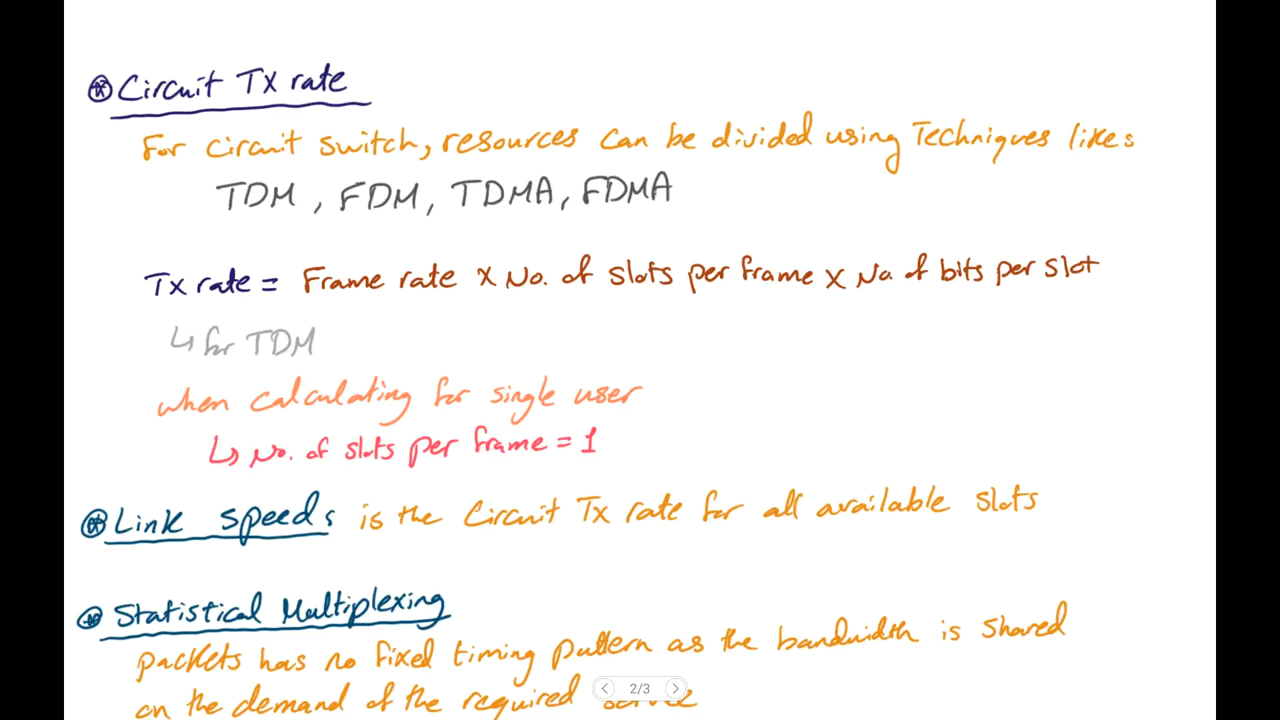 ⊛ Circuit Tx rate
For circuit switch, resources can be divided using Techniques like:
TDM, FDM, TDMA, FDMA
Tx rate = Frame rate x No. of slots per frame x No. of bits per slot
↳ for TDM
when calculating for single user
↳ No. of slots per frame = 1
⊛ Link speed: is the Circuit Tx rate for all available slots
⊛ Statistical Multiplexing
packets has no fixed timing pattern as the bandwidth is shared
on the demand of the required service
2/3